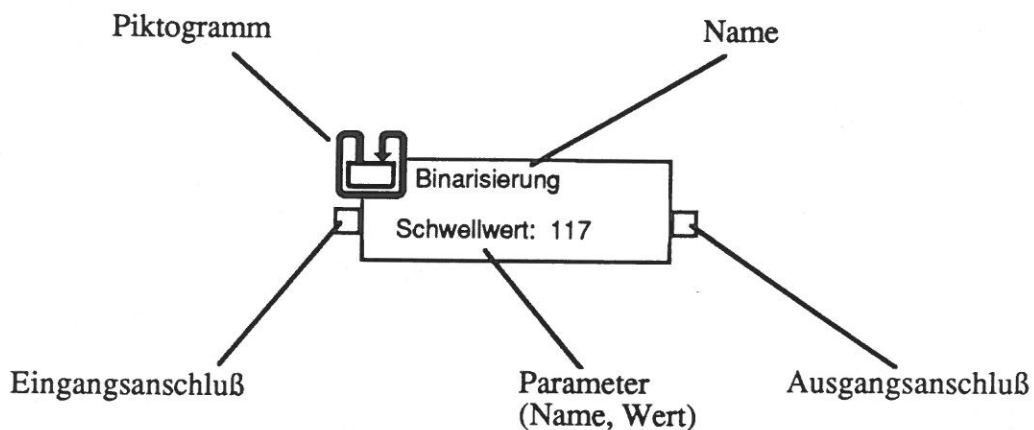 Piktogramm
Name
Binarisierung
Schwellwert: 117
Eingangsanschluß
Parameter
(Name, Wert)
Ausgangsanschluß